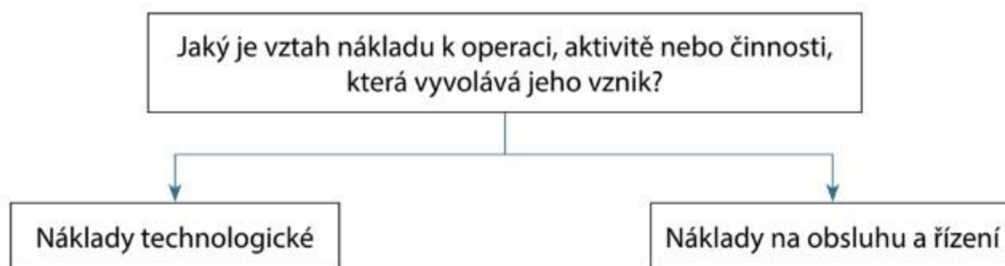 Jaký je vztah nákladu k operaci, aktivitě nebo činnosti,
která vyvolává jeho vznik?
Náklady technologické
Náklady na obsluhu a řízení